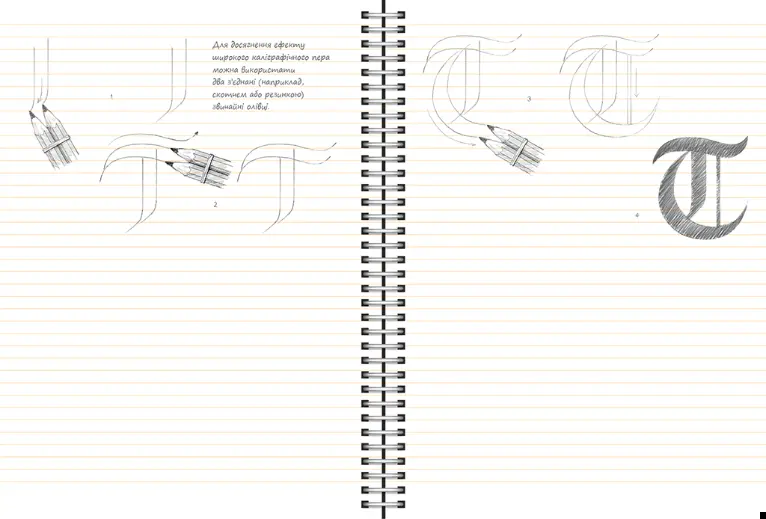 Для досягнення ефекту
широкого каліграфічного пера
можна використати
два з'єднані (наприклад,
скотчем або резинкою)
звичайні олівці.
1
2
3
4